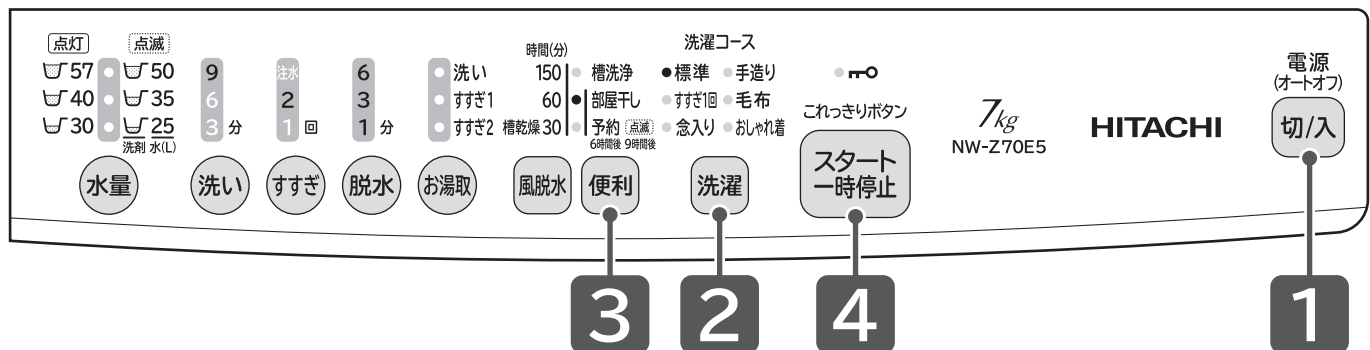 点灯 点滅
57 50
40 35
30 25
洗剤 水(L)
水量
9
6
3 分
洗い
注水
2
1 回
すすぎ
6
3
1 分
脱水
洗い
すすぎ1
すすぎ2
お湯取
時間(分)
150
60
槽乾燥 30
風脱水
槽洗浄
部屋干し
予約 点滅
6時間後 9時間後
便利
洗濯コース
標準 手造り
すすぎ1回 毛布
念入り おしゃれ着
洗濯
これっきりボタン
スタート
一時停止
7kg
NW-Z70E5
HITACHI
電源
(オートオフ)
切/入
3 2 4 1